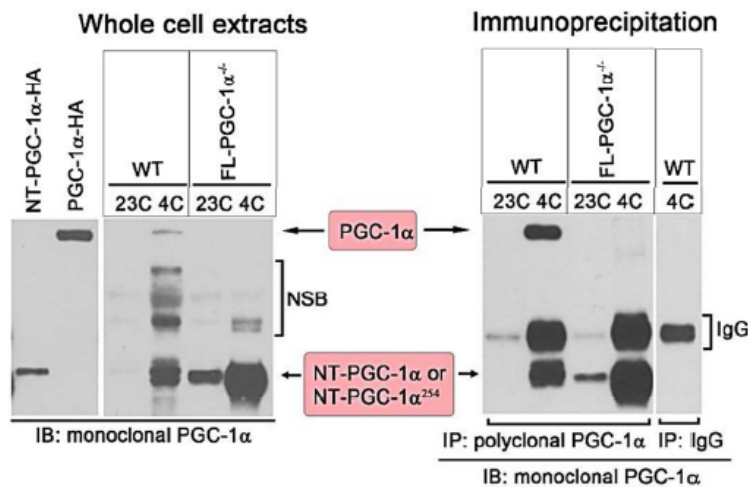 Whole cell extracts
NT-PGC-1α-HA
PGC-1α-HA
WT
FL-PGC-1α⁻/⁻
23C 4C 23C 4C
NSB
IB: monoclonal PGC-1α
PGC-1α
NT-PGC-1α or
NT-PGC-1α²⁵⁴
Immunoprecipitation
WT
FL-PGC-1α⁻/⁻
WT
23C 4C 23C 4C 4C
IgG
IP: polyclonal PGC-1α IP: IgG
IB: monoclonal PGC-1α